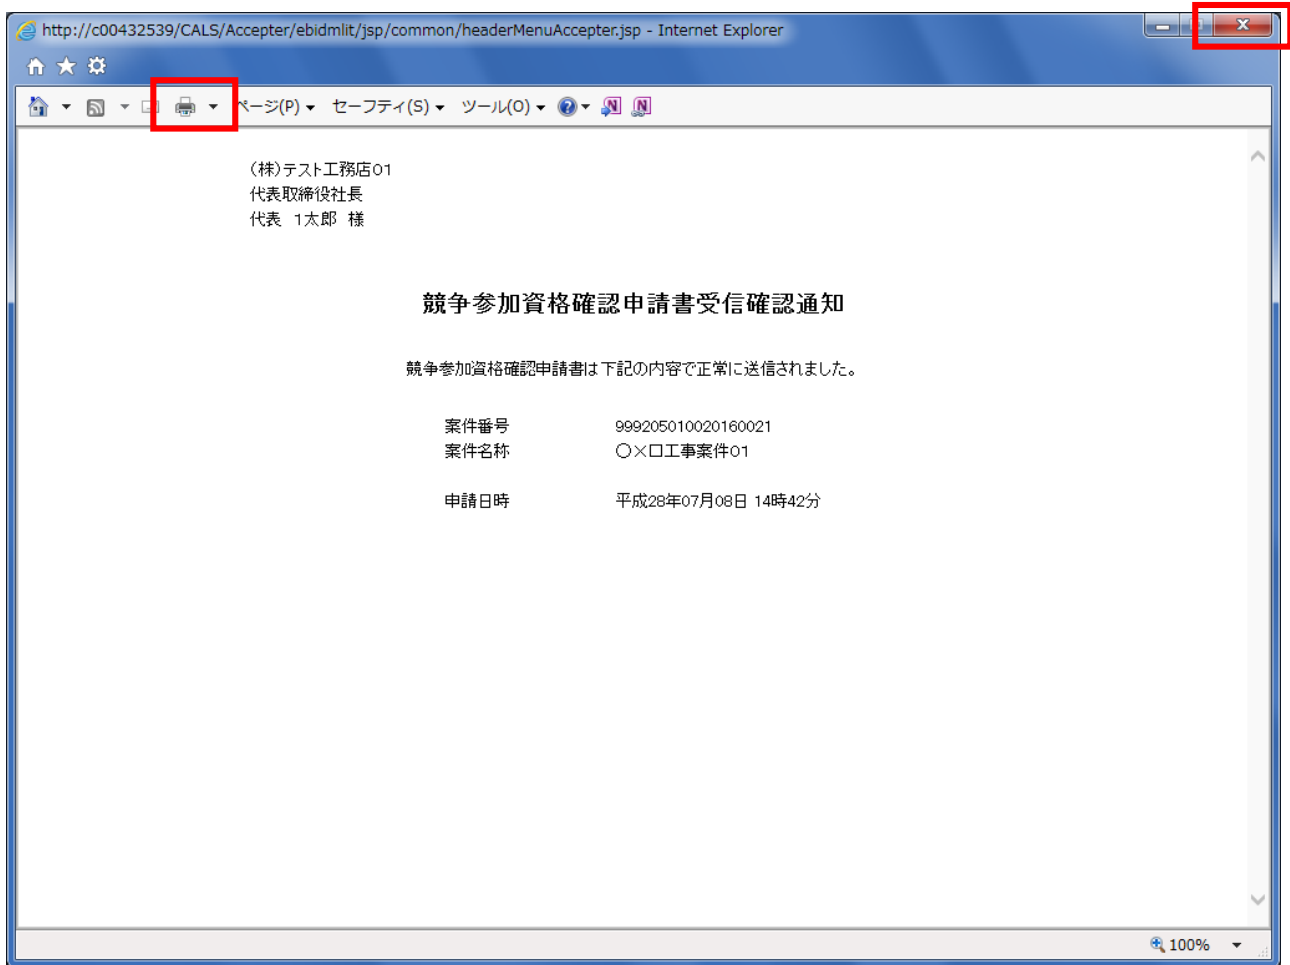 http://c00432539/CALS/Accepter/ebidmlit/jsp/common/headerMenuAccepter.jsp - Internet Explorer
ページ(P) セーフティ(S) ツール(O)
(株)テスト工務店01
代表取締役社長
代表 1太郎 様
競争参加資格確認申請書受信確認通知
競争参加資格確認申請書は下記の内容で正常に送信されました。
案件番号 999205010020160021
案件名称 ○×口工事案件01
申請日時 平成28年07月08日 14時42分
100%